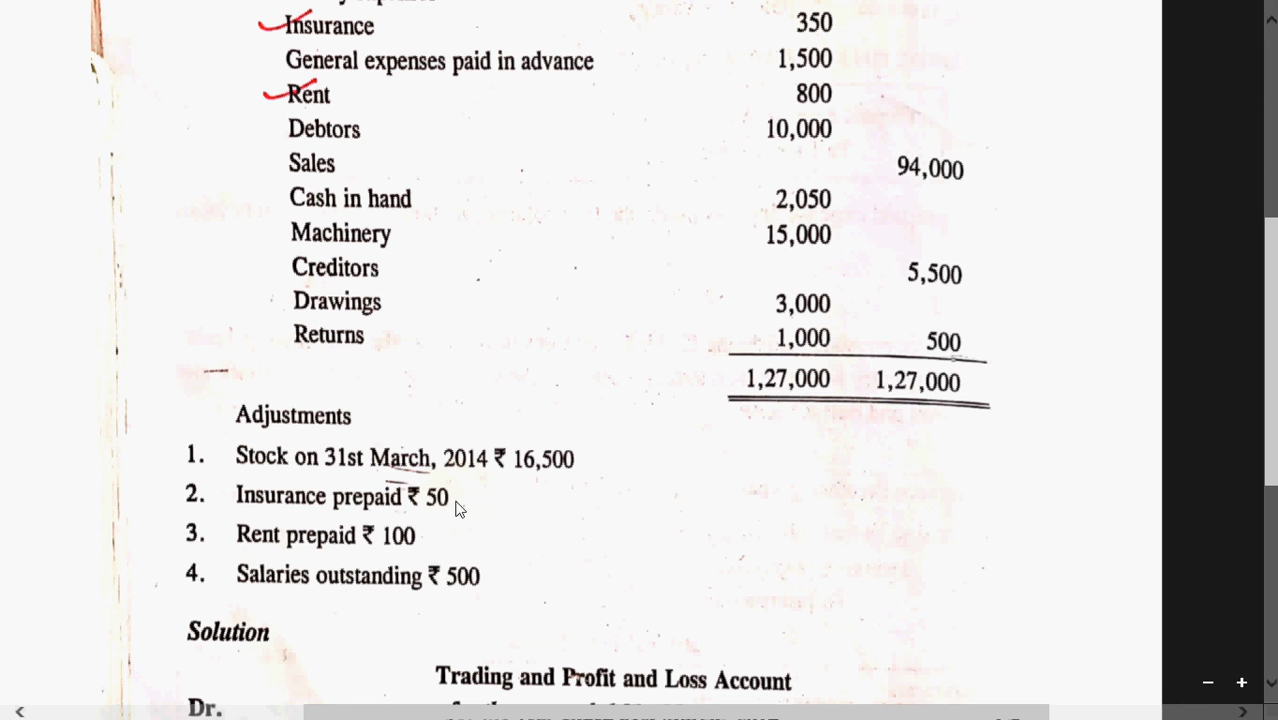 Insurance 350
General expenses paid in advance 1,500
Rent 800
Debtors 10,000
Sales 94,000
Cash in hand 2,050
Machinery 15,000
Creditors 5,500
Drawings 3,000
Returns 1,000 500
1,27,000 1,27,000
Adjustments
1. Stock on 31st March, 2014 ₹ 16,500
2. Insurance prepaid ₹ 50
3. Rent prepaid ₹ 100
4. Salaries outstanding ₹ 500
Solution
Trading and Profit and Loss Account
Dr.